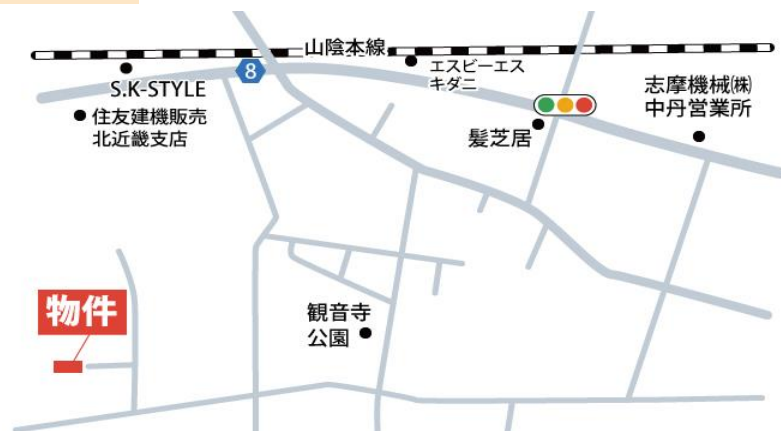 山陰本線
エスビーエス
キダニ
8
S.K-STYLE
住友建機販売
北近畿支店
志摩機械㈱
中丹営業所
髪芝居
物件
観音寺
公園